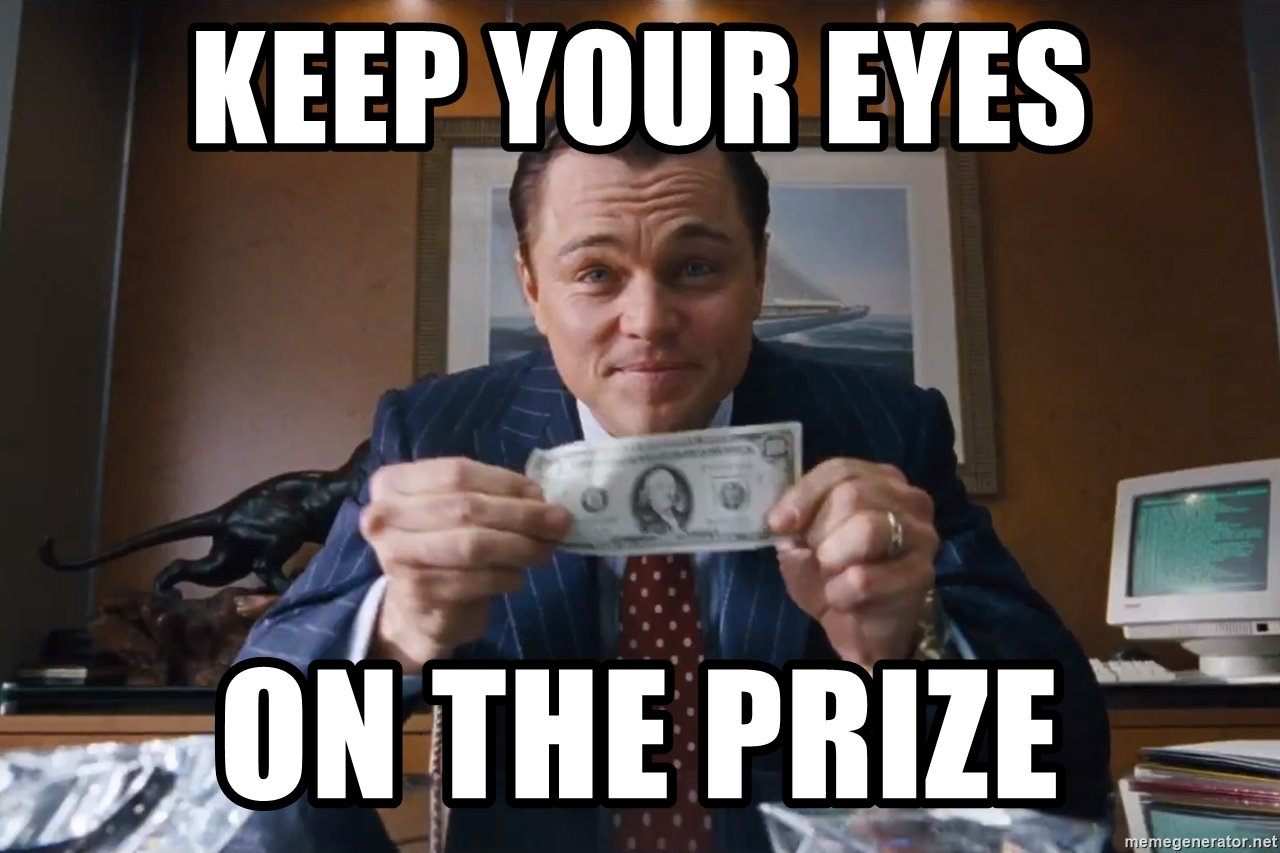 KEEP YOUR EYES
ON THE PRIZE
memegenerator.net